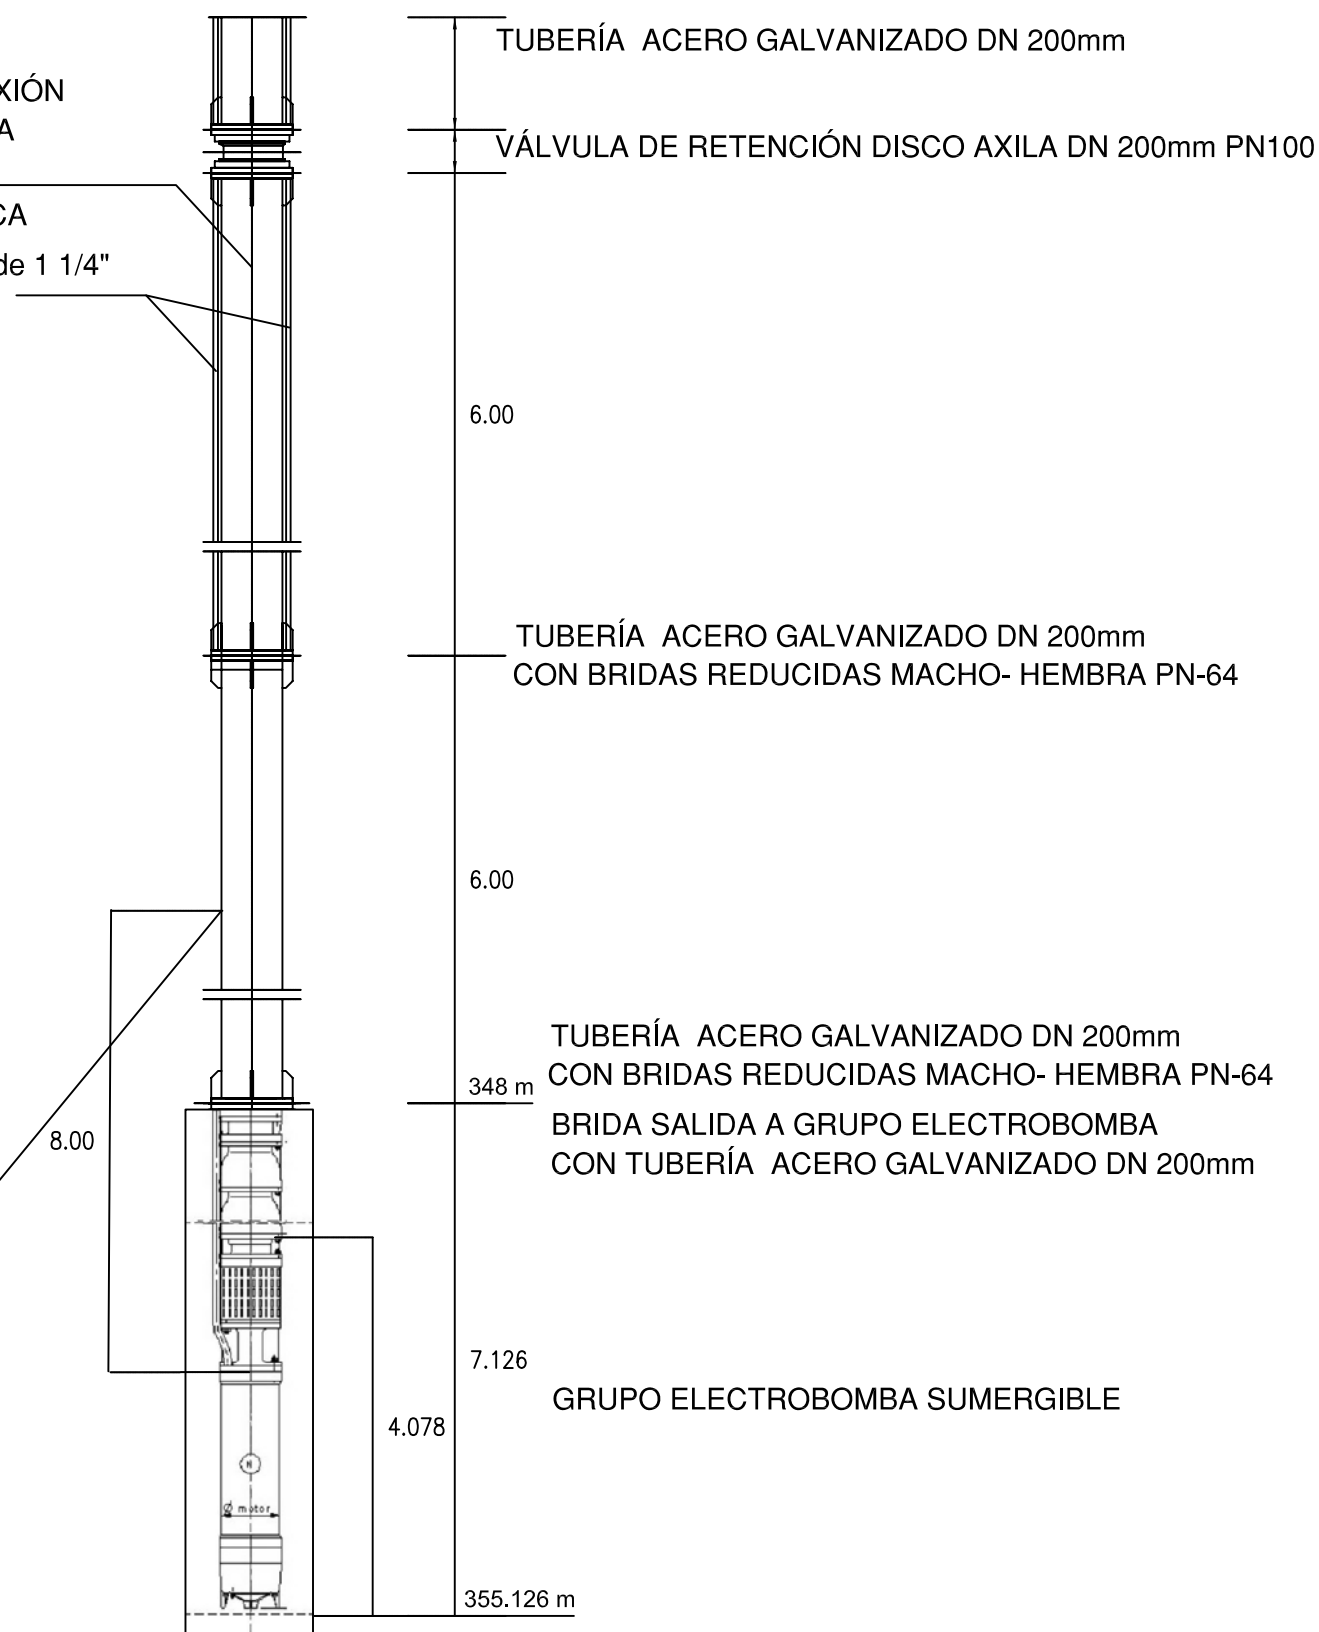 TUBERÍA ACERO GALVANIZADO DN 200mm
XIÓN
A
VÁLVULA DE RETENCIÓN DISCO AXILA DN 200mm PN100
CA
de 1 1/4"
6.00
TUBERÍA ACERO GALVANIZADO DN 200mm
CON BRIDAS REDUCIDAS MACHO- HEMBRA PN-64
6.00
TUBERÍA ACERO GALVANIZADO DN 200mm
CON BRIDAS REDUCIDAS MACHO- HEMBRA PN-64
348 m
BRIDA SALIDA A GRUPO ELECTROBOMBA
CON TUBERÍA ACERO GALVANIZADO DN 200mm
8.00
7.126
GRUPO ELECTROBOMBA SUMERGIBLE
4.078
Ø motor
355.126 m